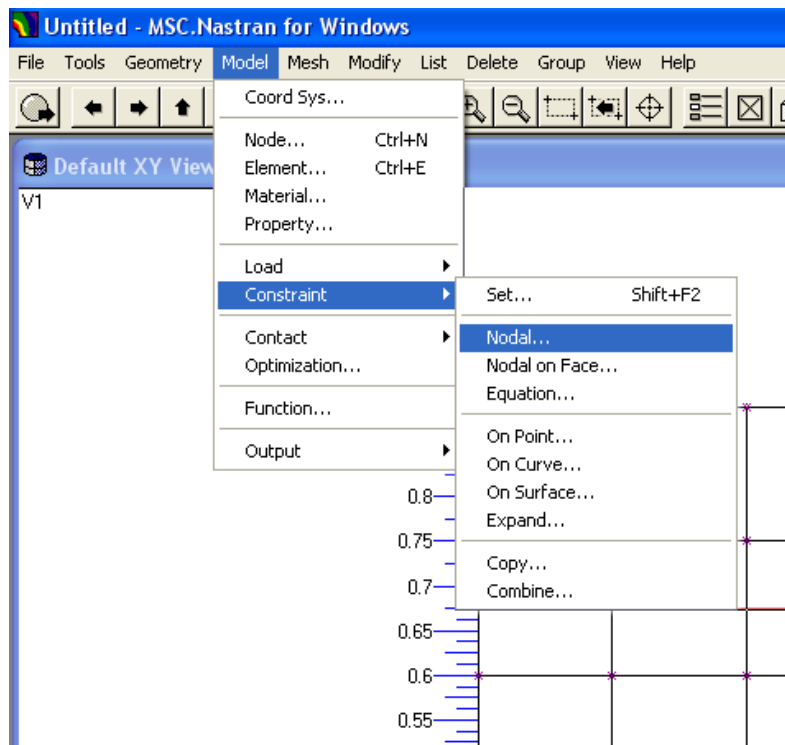 Untitled - MSC.Nastran for Windows
File Tools Geometry Model Mesh Modify List Delete Group View Help
Default XY View
V1
Coord Sys...
Node... Ctrl+N
Element... Ctrl+E
Material...
Property...
Load
Constraint
Contact
Optimization...
Function...
Output
Set... Shift+F2
Nodal...
Nodal on Face...
Equation...
On Point...
On Curve...
On Surface...
Expand...
Copy...
Combine...
0.8
0.75
0.7
0.65
0.6
0.55